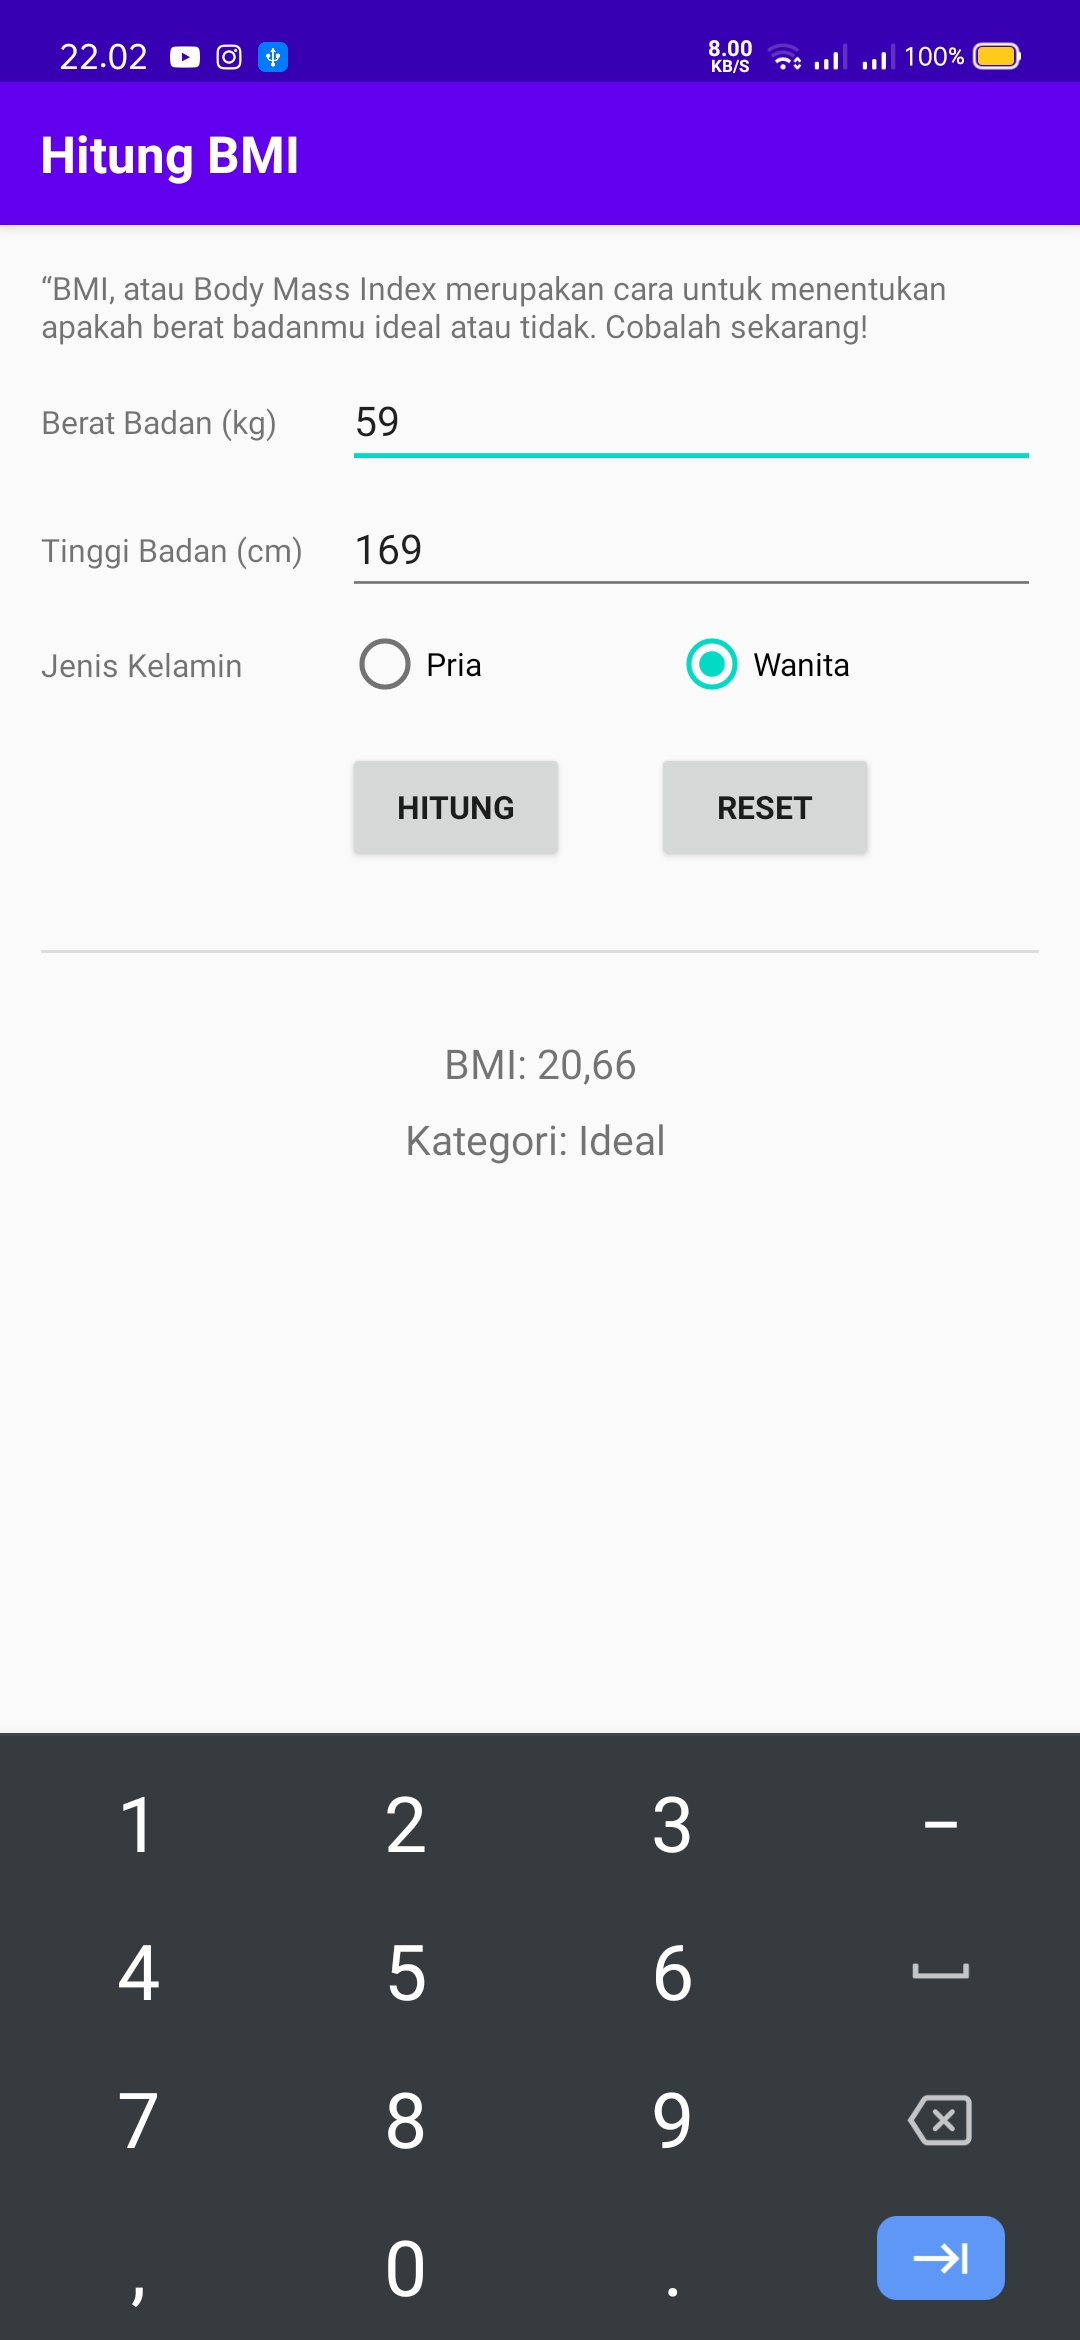 22.02 8.00 KB/S 100%
Hitung BMI
“BMI, atau Body Mass Index merupakan cara untuk menentukan
apakah berat badanmu ideal atau tidak. Cobalah sekarang!
Berat Badan (kg) 59
Tinggi Badan (cm) 169
Jenis Kelamin Pria Wanita
HITUNG RESET
BMI: 20,66
Kategori: Ideal
1 2 3 –
4 5 6
7 8 9
, 0 .